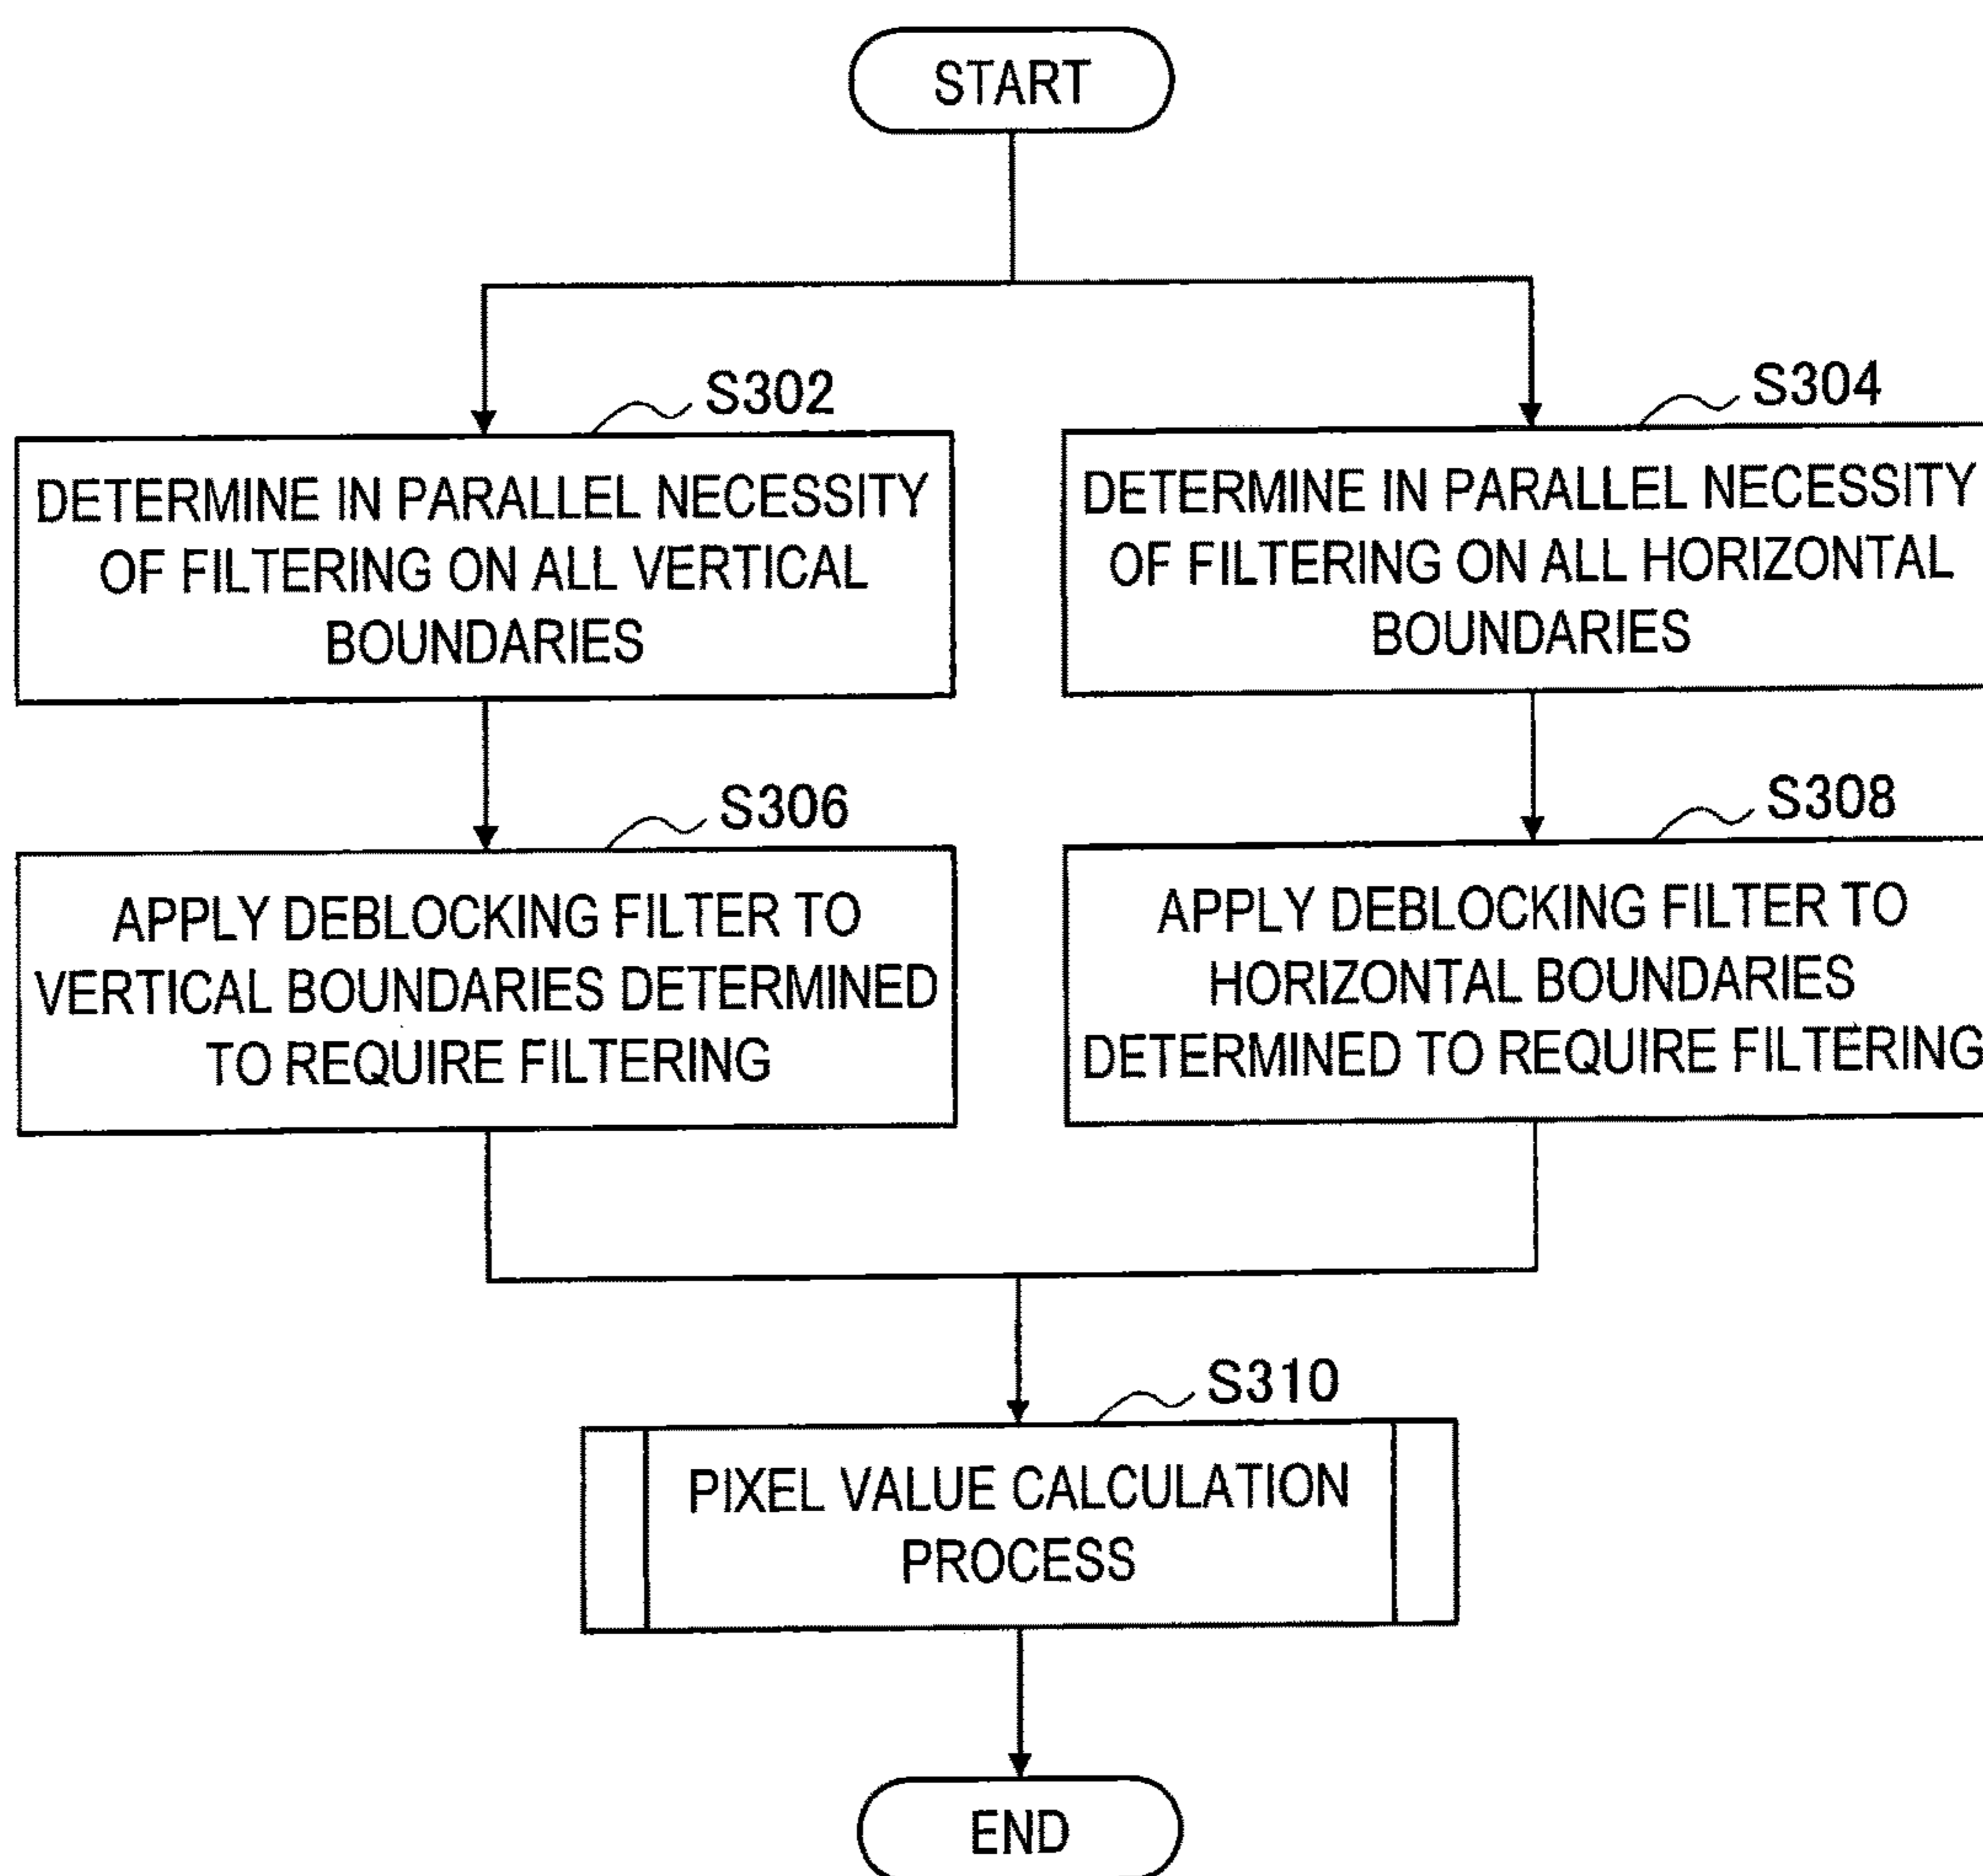 START
S302
DETERMINE IN PARALLEL NECESSITY
OF FILTERING ON ALL VERTICAL
BOUNDARIES
S304
DETERMINE IN PARALLEL NECESSITY
OF FILTERING ON ALL HORIZONTAL
BOUNDARIES
S306
APPLY DEBLOCKING FILTER TO
VERTICAL BOUNDARIES DETERMINED
TO REQUIRE FILTERING
S308
APPLY DEBLOCKING FILTER TO
HORIZONTAL BOUNDARIES
DETERMINED TO REQUIRE FILTERING
S310
PIXEL VALUE CALCULATION
PROCESS
END